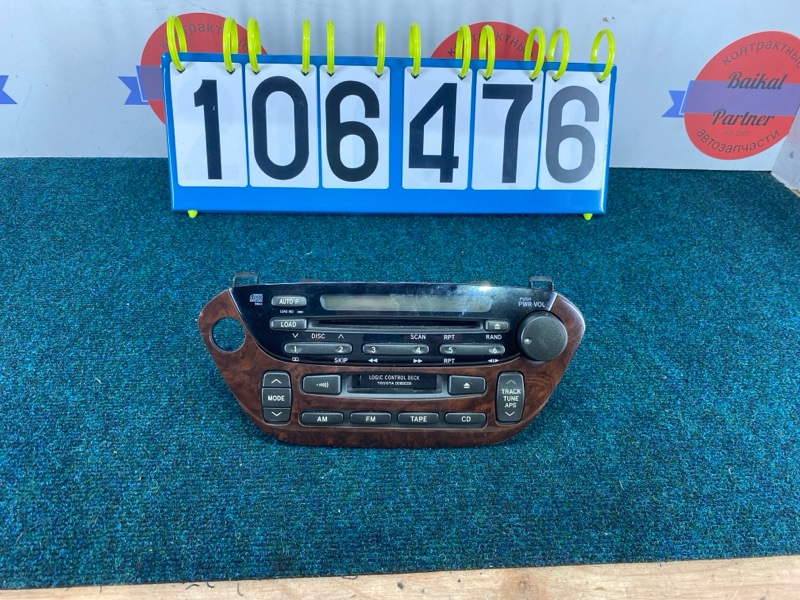 106476
контрактные
Baikal
Partner
автозапчасти
AUTO·P
LOAD
DISC
SCAN
RPT
RAND
PUSH
PWR·VOL
1 2 3 4 5 6
SKIP
RPT
MODE
LOGIC CONTROL DECK
TOYOTA
TRACK
TUNE
APS
AM
FM
TAPE
CD